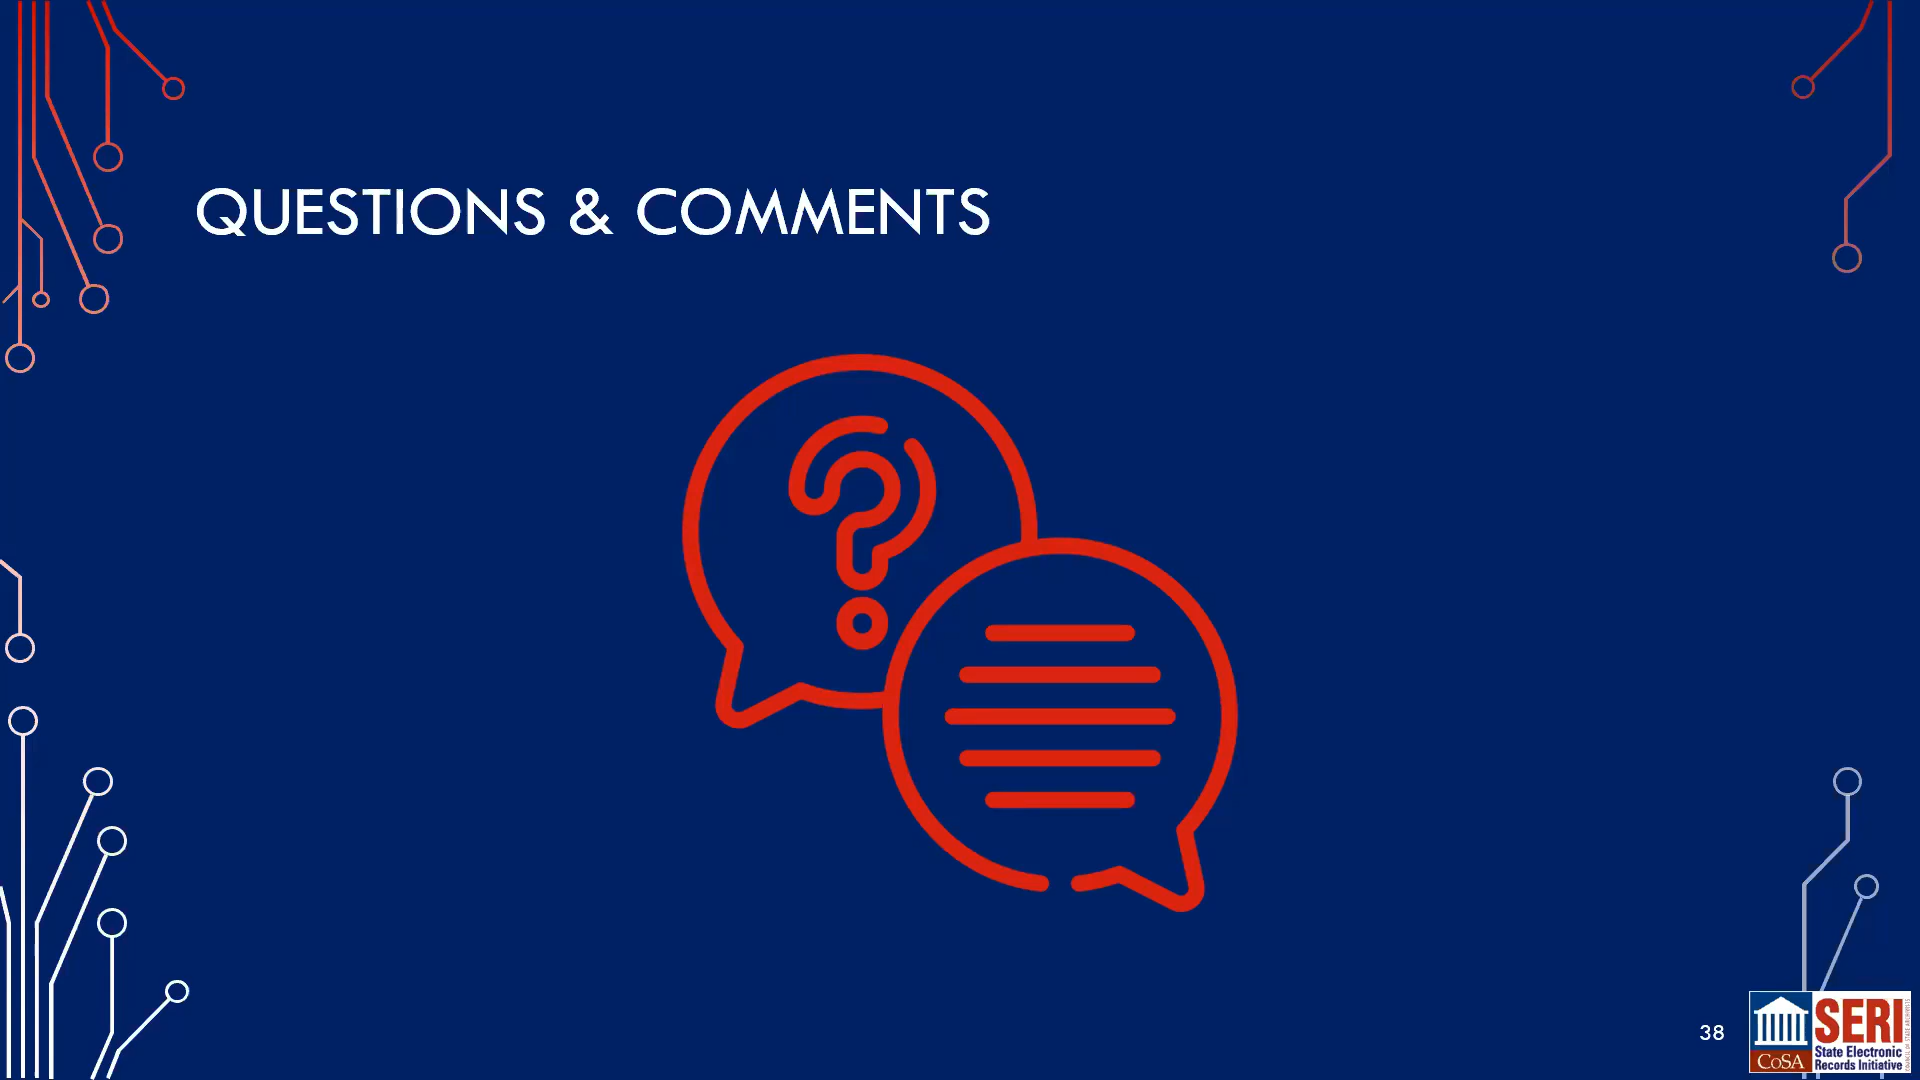 QUESTIONS & COMMENTS
38
SERI
CoSA
State Electronic
Records Initiative